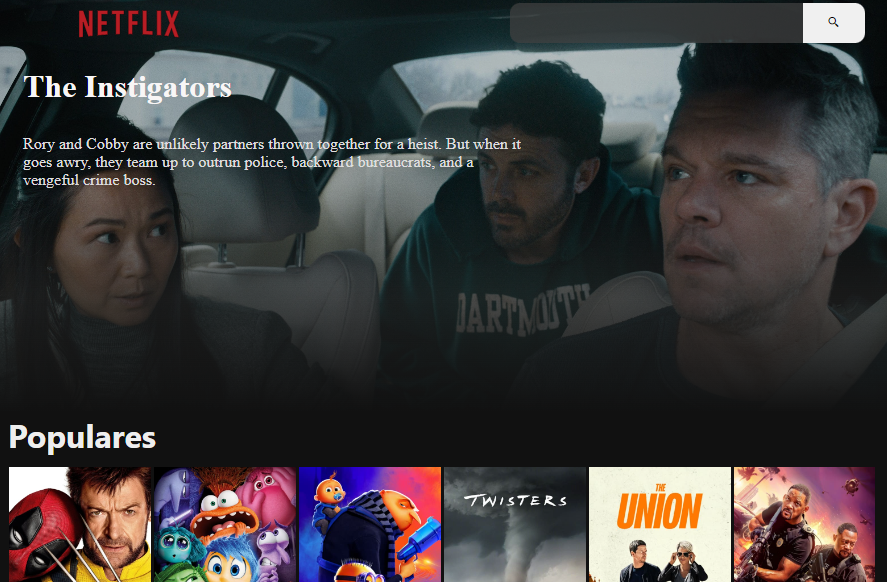 NETFLIX
The Instigators
Rory and Cobby are unlikely partners thrown together for a heist. But when it
goes awry, they team up to outrun police, backward bureaucrats, and a
vengeful crime boss.
DARTMOUTH
Populares
TWISTERS
THE
UNION